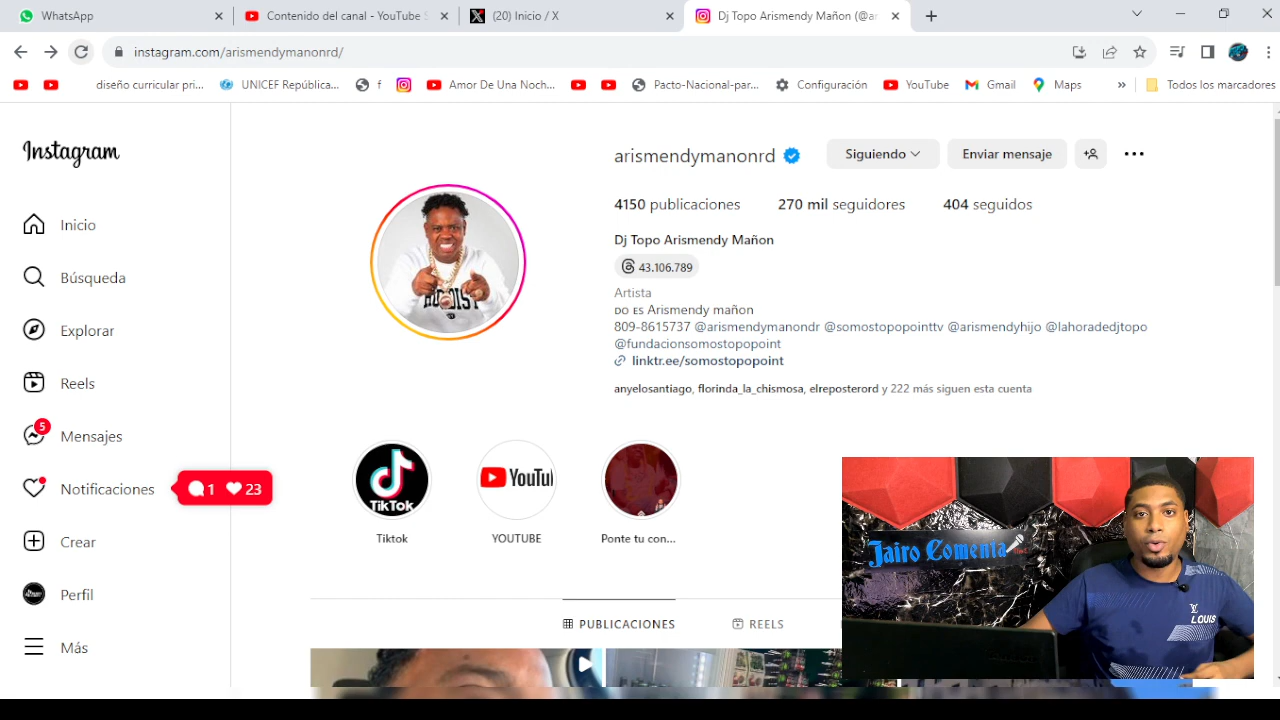 WhatsApp
Contenido del canal - YouTube S
(20) Inicio / X
Dj Topo Arismendy Mañon (@ar
instagram.com/arismendymanonrd/
diseño curricular pri...
UNICEF República...
f
Amor De Una Noch...
Pacto-Nacional-par...
Configuración
YouTube
Gmail
Maps
»
Todos los marcadores
Instagram
Inicio
Búsqueda
Explorar
Reels
5
Mensajes
Notificaciones
1 23
Crear
Perfil
Más
arismendymanonrd
Siguiendo
Enviar mensaje
4150 publicaciones
270 mil seguidores
404 seguidos
Dj Topo Arismendy Mañon
43.106.789
Artista
ᴅᴏ ᴇs Arismendy mañon
809-8615737 @arismendymanondr @somostopopointtv @arismendyhijo @lahoradedjtopo
@fundacionsomostopopoint
linktr.ee/somostopopoint
anyelosantiago, florinda_la_chismosa, elreposterord y 222 más siguen esta cuenta
TikTok
YouTu
Tiktok
YOUTUBE
Ponte tu con...
PUBLICACIONES
REELS
Jairo Comenta
LOUIS